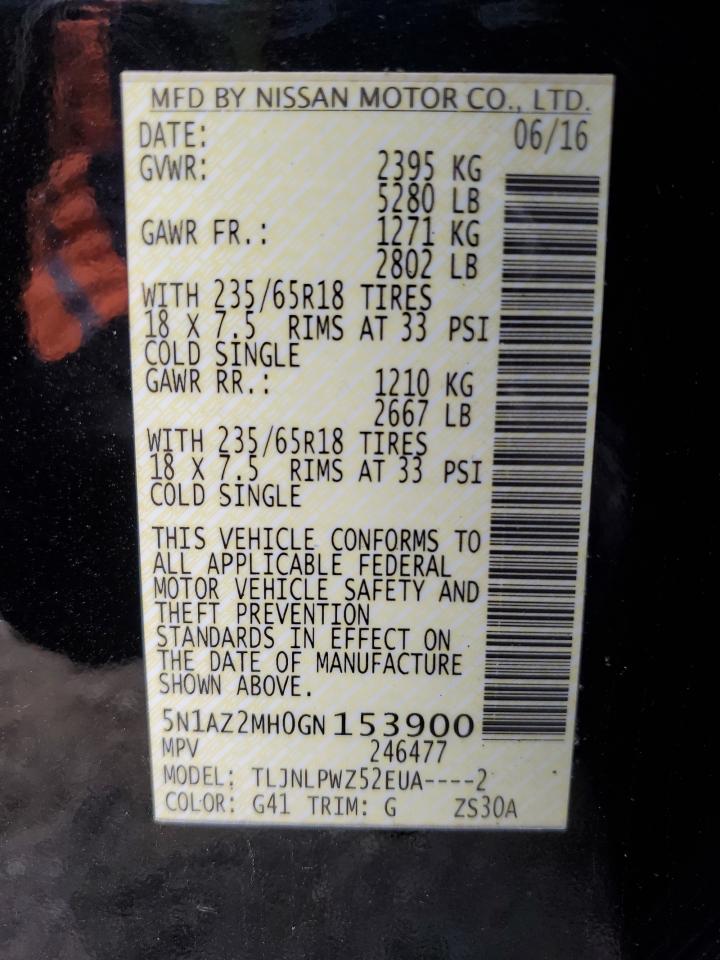 MFD BY NISSAN MOTOR CO., LTD.
DATE: 06/16
GVWR: 2395 KG
5280 LB
GAWR FR.: 1271 KG
2802 LB
WITH 235/65R18 TIRES
18 X 7.5 RIMS AT 33 PSI
COLD SINGLE
GAWR RR.: 1210 KG
2667 LB
WITH 235/65R18 TIRES
18 X 7.5 RIMS AT 33 PSI
COLD SINGLE
THIS VEHICLE CONFORMS TO
ALL APPLICABLE FEDERAL
MOTOR VEHICLE SAFETY AND
THEFT PREVENTION
STANDARDS IN EFFECT ON
THE DATE OF MANUFACTURE
SHOWN ABOVE.
5N1AZ2MH0GN153900
MPV 246477
MODEL: TLJNLPWZ52EUA----2
COLOR: G41 TRIM: G ZS30A